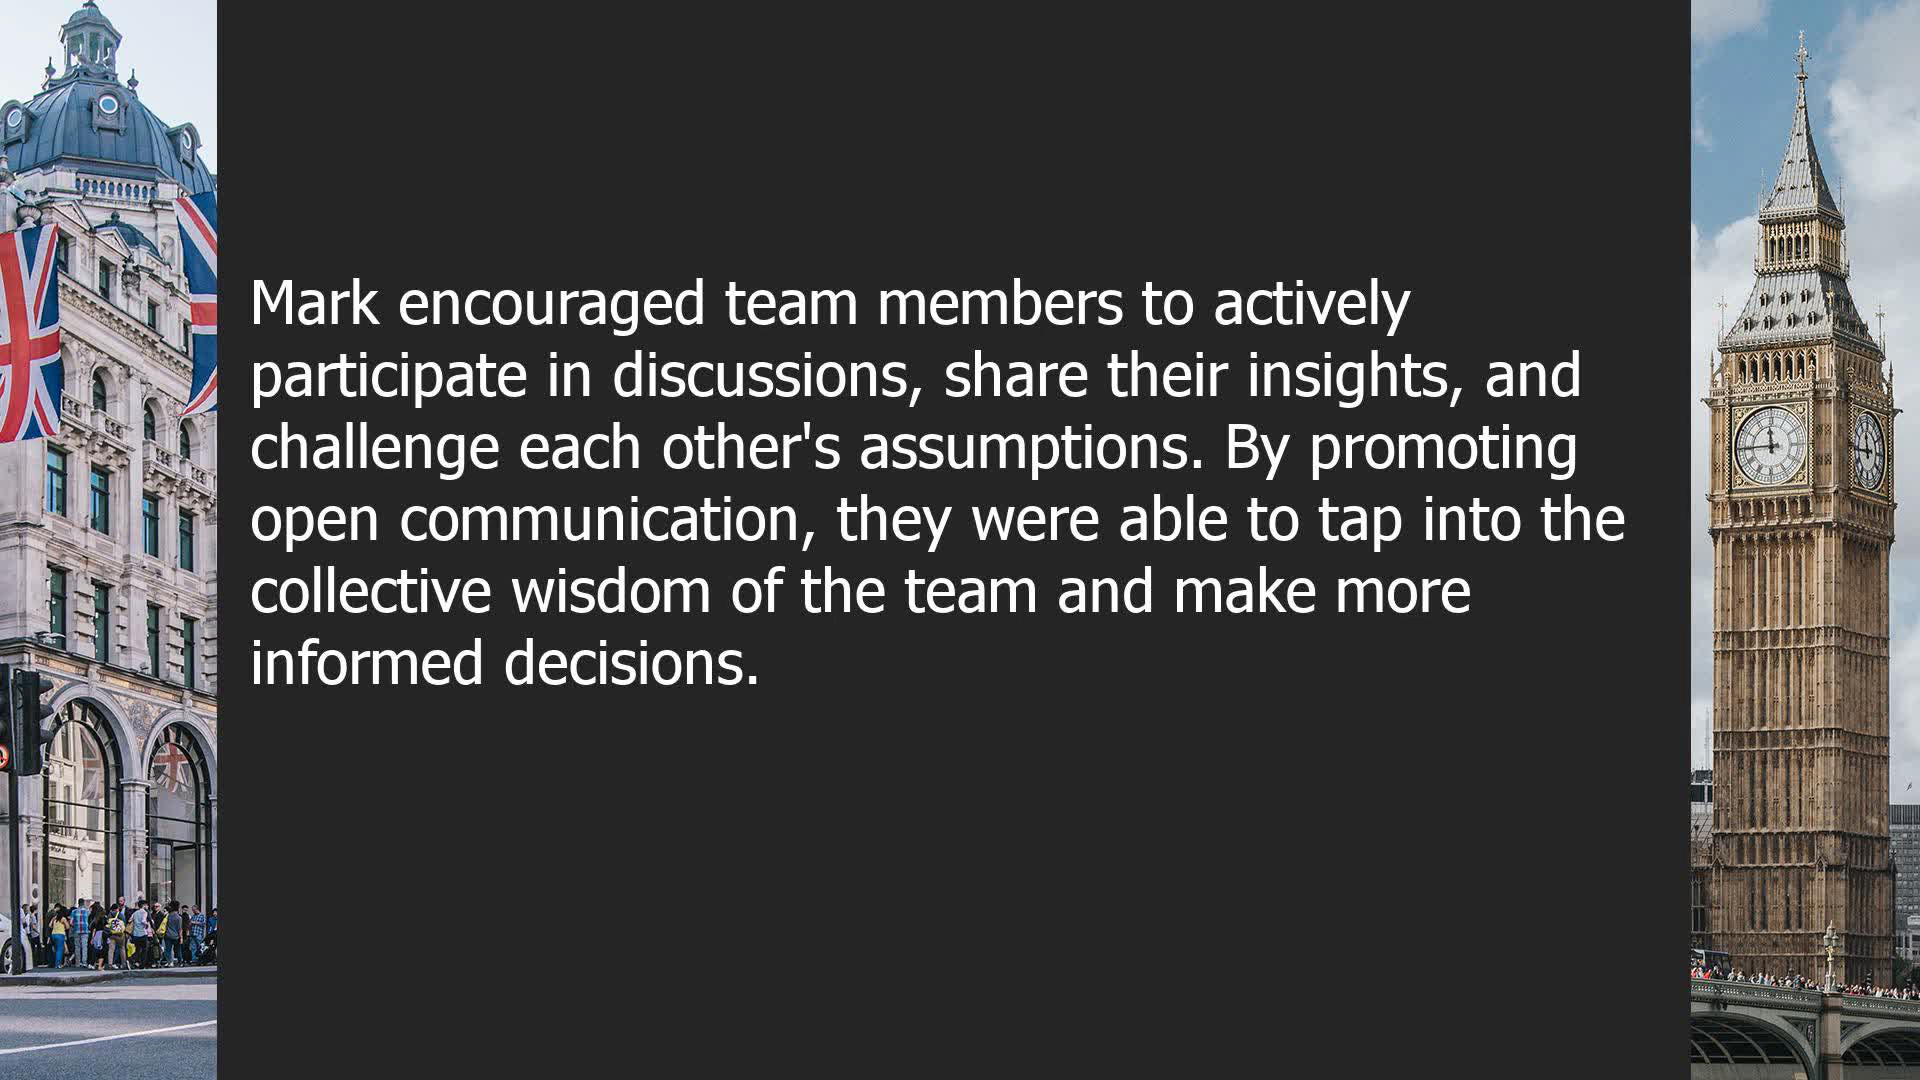 Mark encouraged team members to actively
participate in discussions, share their insights, and
challenge each other's assumptions. By promoting
open communication, they were able to tap into the
collective wisdom of the team and make more
informed decisions.